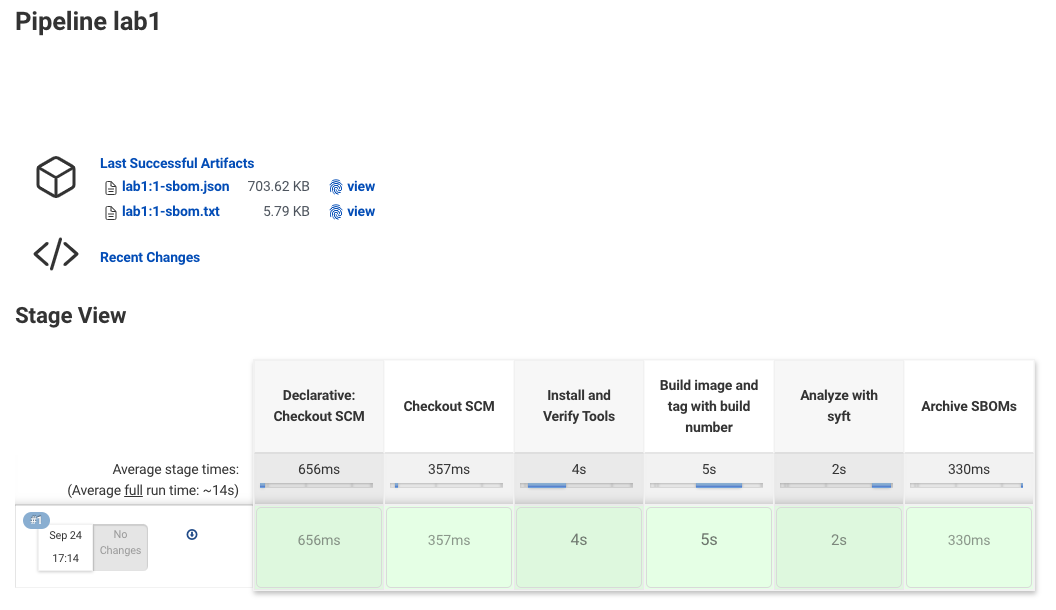 Pipeline lab1
Last Successful Artifacts
lab1:1-sbom.json 703.62 KB view
lab1:1-sbom.txt 5.79 KB view
Recent Changes
Stage View
Declarative:
Checkout SCM
Checkout SCM
Install and
Verify Tools
Build image and
tag with build
number
Analyze with
syft
Archive SBOMs
Average stage times:
(Average full run time: ~14s)
656ms 357ms 4s 5s 2s 330ms
#1
Sep 24
17:14
No
Changes
656ms 357ms 4s 5s 2s 330ms